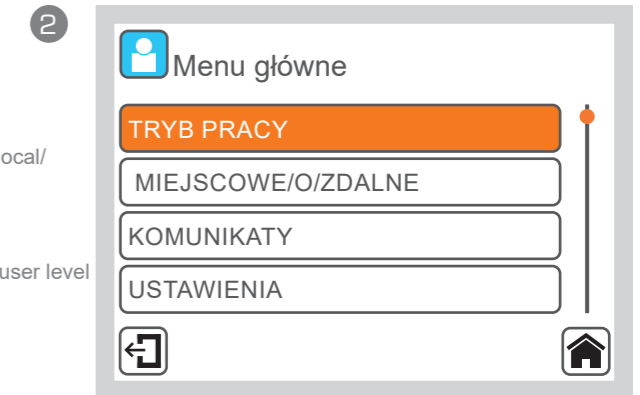 2
Menu główne
TRYB PRACY
ocal/
MIEJSCOWE/O/ZDALNE
KOMUNIKATY
user level
USTAWIENIA